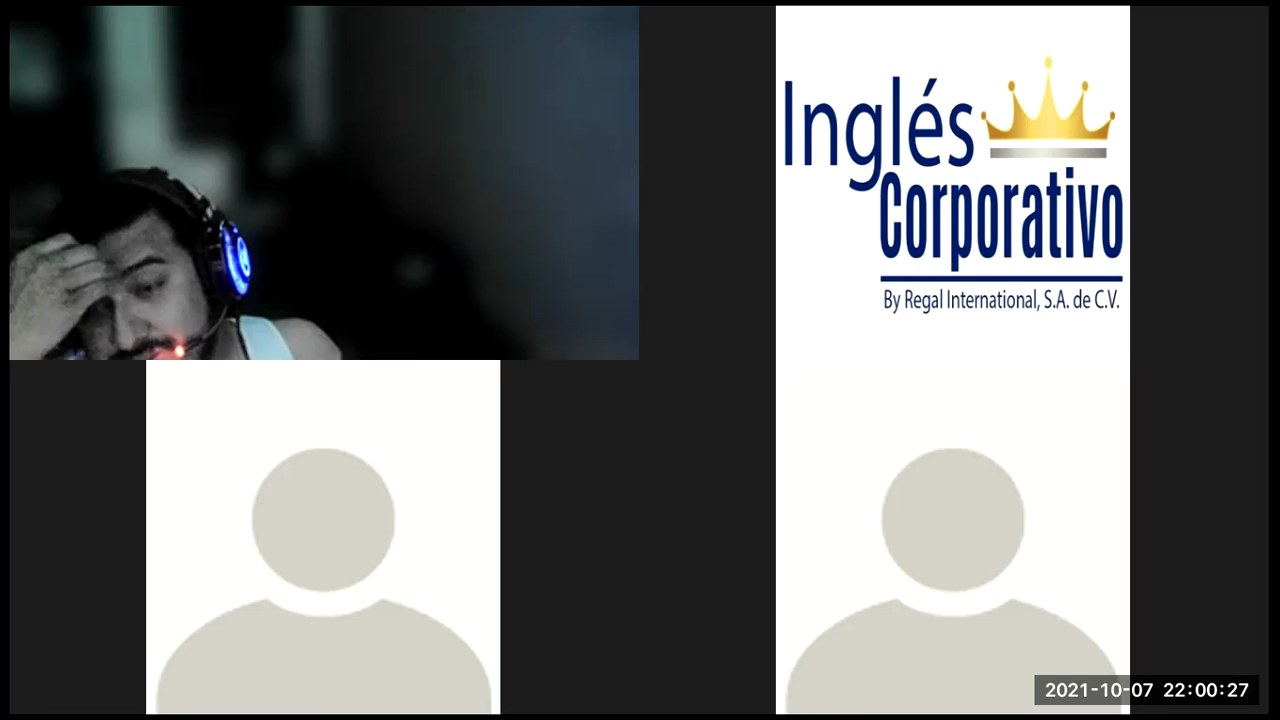 Inglés
Corporativo
By Regal International, S.A. de C.V.
2021-10-07 22:00:27